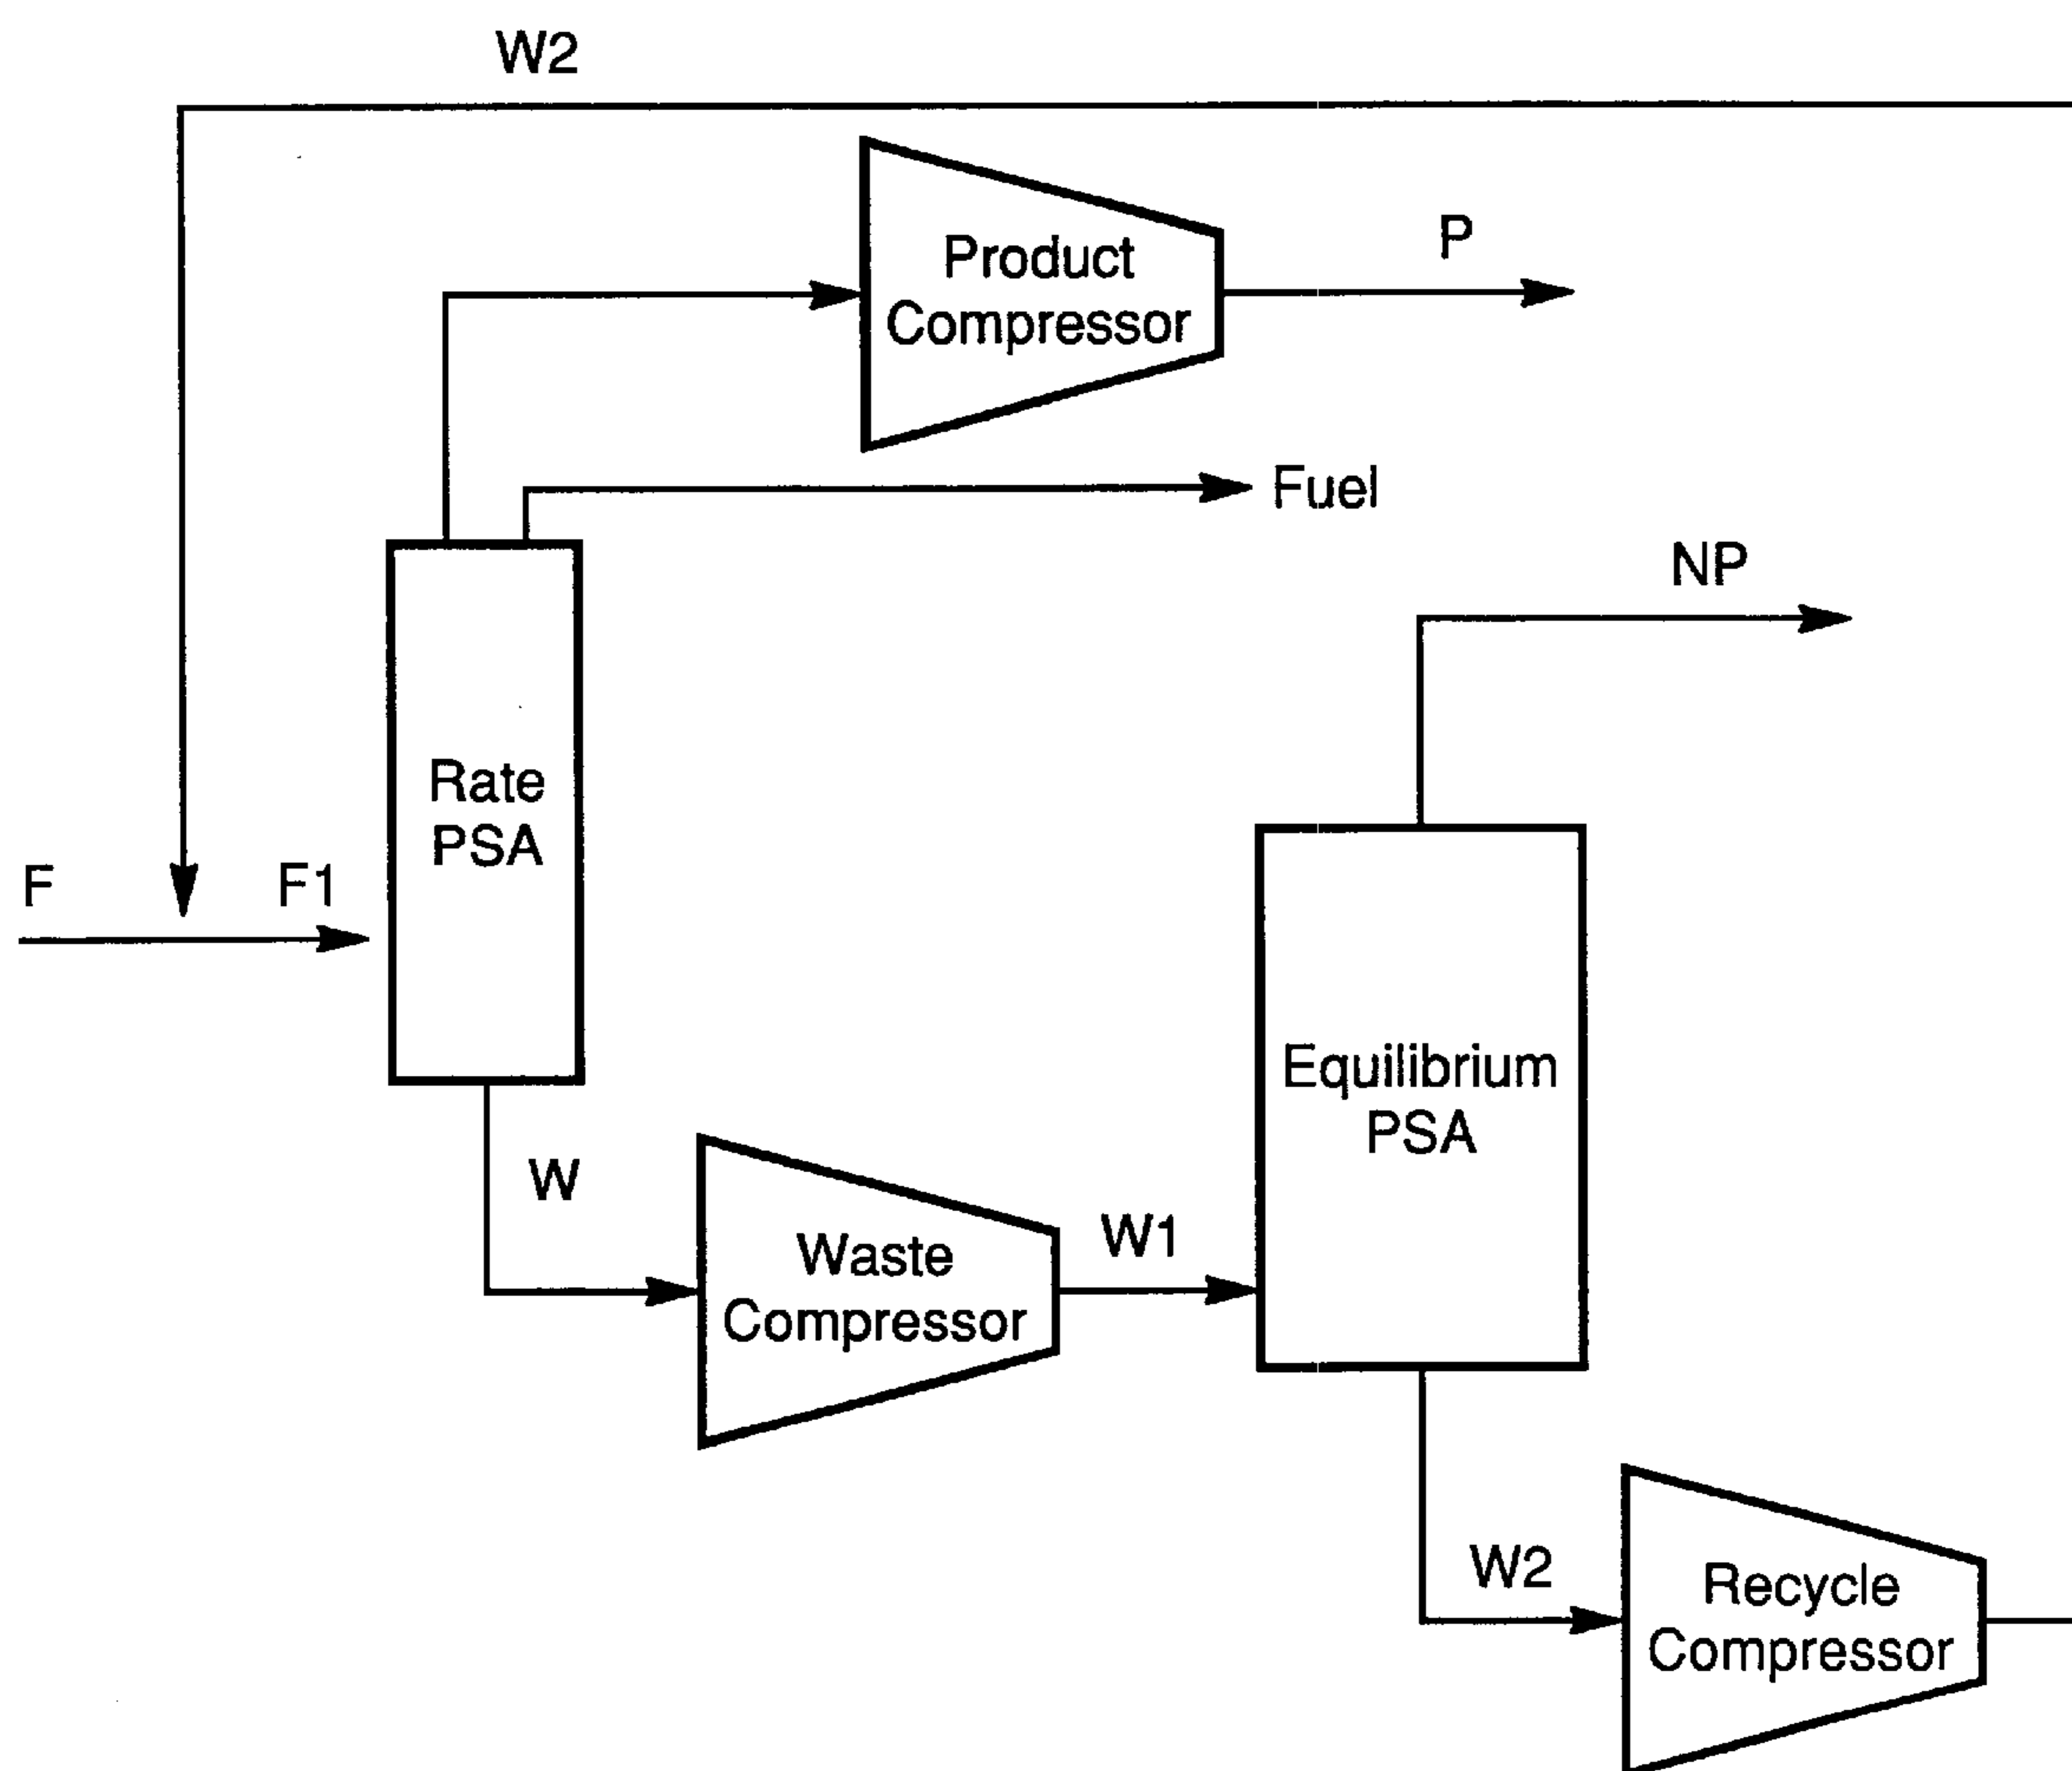 W2
Product
Compressor
P
Fuel
NP
Rate
PSA
F
F1
Equilibrium
PSA
W
Waste
Compressor
W1
W2
Recycle
Compressor